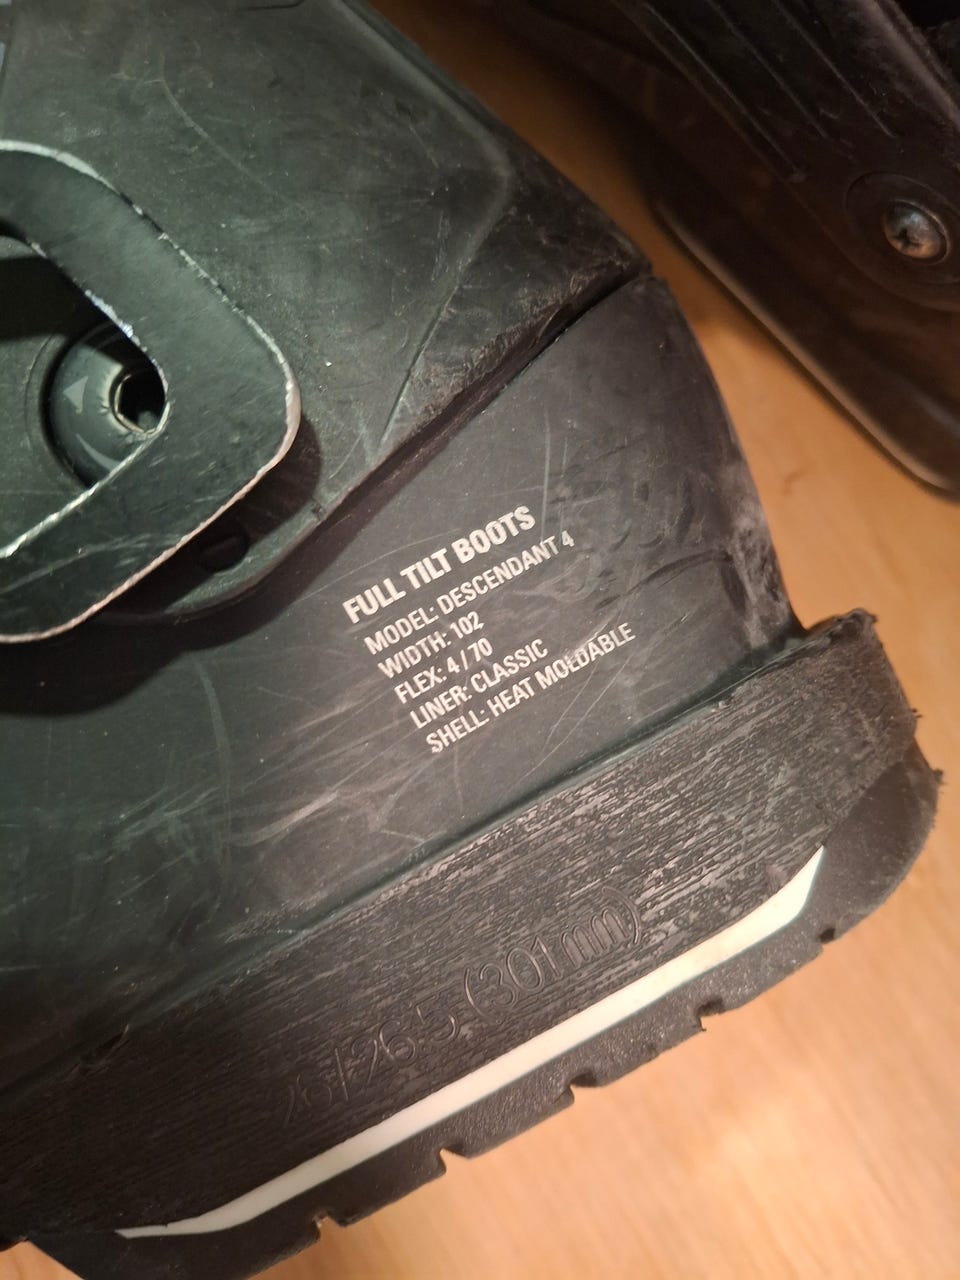 FULL TILT BOOTS
MODEL: DESCENDANT 4
WIDTH: 102
FLEX: 4 / 70
LINER: CLASSIC
SHELL: HEAT MOLDABLE
26/26.5 (301 mm)